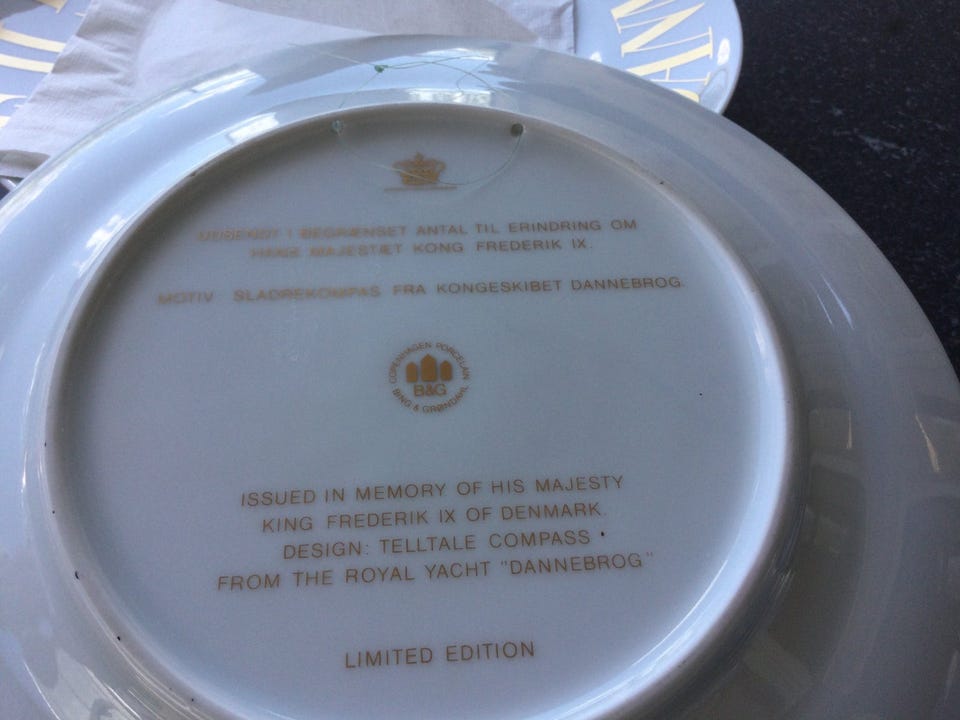 UDSENDT I BEGRÆNSET ANTAL TIL ERINDRING OM
HANS MAJESTÆT KONG FREDERIK IX.
MOTIV: SLADREKOMPAS FRA KONGESKIBET DANNEBROG.
COPENHAGEN PORCELAIN
B&G
BING & GRØNDAHL
ISSUED IN MEMORY OF HIS MAJESTY
KING FREDERIK IX OF DENMARK.
DESIGN: TELLTALE COMPASS
FROM THE ROYAL YACHT "DANNEBROG"
LIMITED EDITION